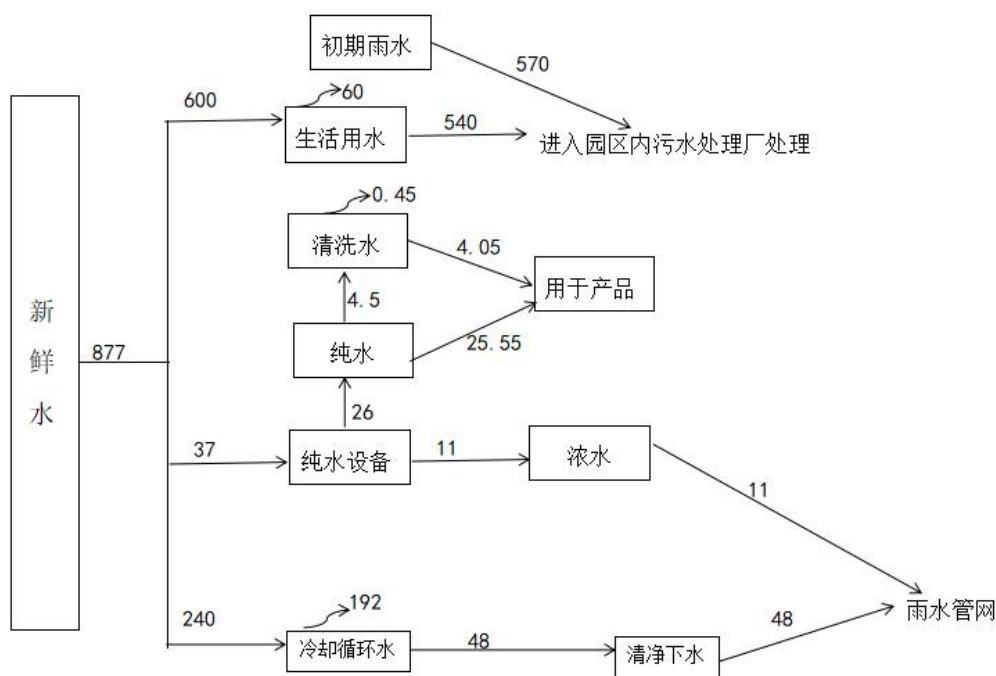 初期雨水
570
60
600
生活用水
540
进入园区内污水处理厂处理
0.45
清洗水
4.05
用于产品
4.5
新鲜水
877
纯水
25.55
26
37
纯水设备
11
浓水
11
192
240
冷却循环水
48
清净下水
48
雨水管网